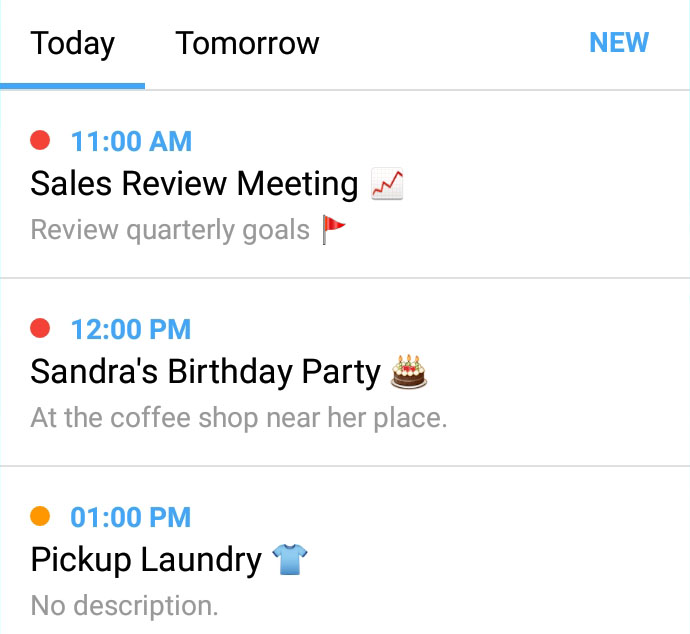 Today Tomorrow NEW
11:00 AM
Sales Review Meeting 📈
Review quarterly goals 🚩
12:00 PM
Sandra's Birthday Party 🎂
At the coffee shop near her place.
01:00 PM
Pickup Laundry 👕
No description.